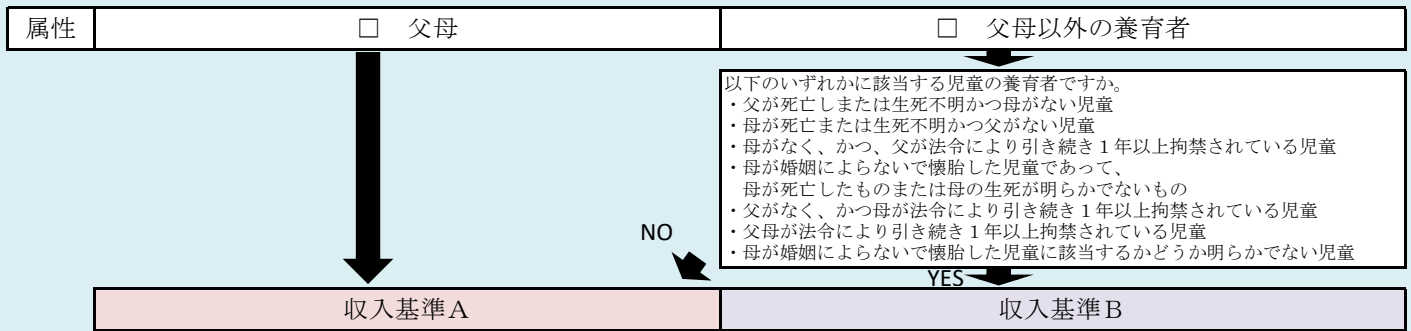 属性
□ 父母
□ 父母以外の養育者
以下のいずれかに該当する児童の養育者ですか。
・父が死亡しまたは生死不明かつ母がない児童
・母が死亡または生死不明かつ父がない児童
・母がなく、かつ、父が法令により引き続き１年以上拘禁されている児童
・母が婚姻によらないで懐胎した児童であって、
母が死亡したものまたは母の生死が明らかでないもの
・父がなく、かつ母が法令により引き続き１年以上拘禁されている児童
・父母が法令により引き続き１年以上拘禁されている児童
・母が婚姻によらないで懐胎した児童に該当するかどうか明らかでない児童
NO
YES
収入基準Ａ
収入基準Ｂ